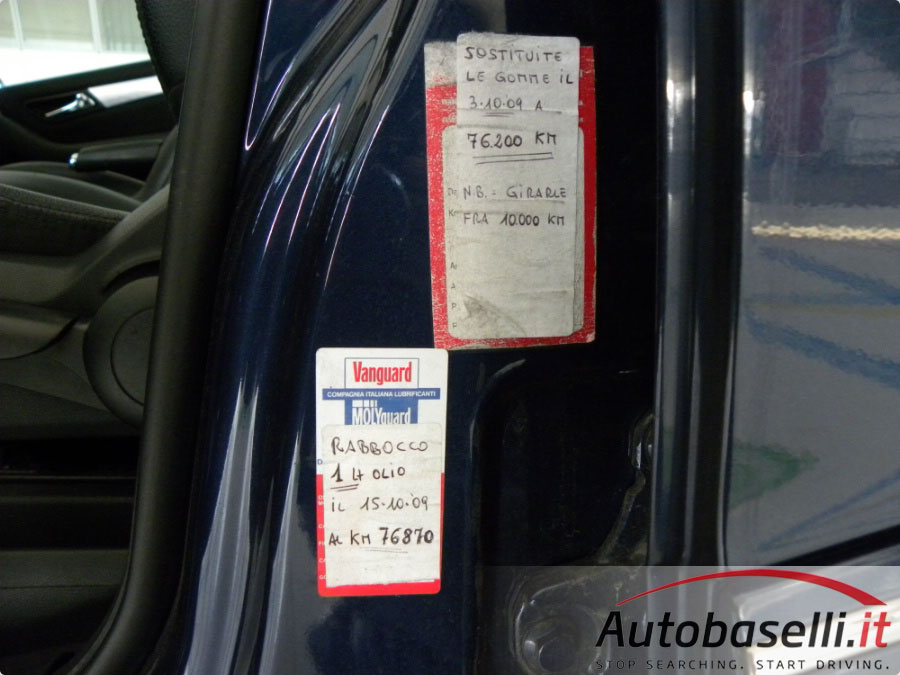 SOSTITUITE
LE GOMME IL
3-10-09 A
76.200 KM
N.B. = GIRARLE
FRA 10.000 KM
Vanguard
COMPAGNIA ITALIANA LUBRIFICANTI
MOLYguard
RABBOCCO
1 Lt OLIO
IL 15-10-'09
AL KM 76870
Autobaselli.it
STOP SEARCHING. START DRIVING.